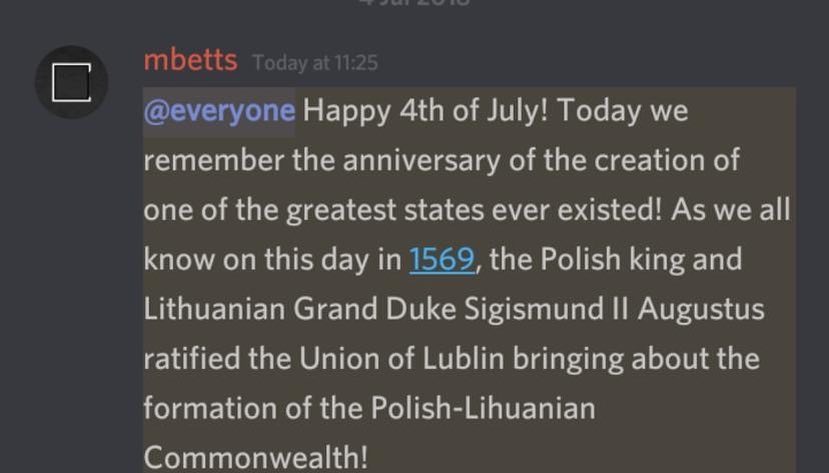 4 Jul 2018
mbetts Today at 11:25
@everyone Happy 4th of July! Today we
remember the anniversary of the creation of
one of the greatest states ever existed! As we all
know on this day in 1569, the Polish king and
Lithuanian Grand Duke Sigismund II Augustus
ratified the Union of Lublin bringing about the
formation of the Polish-Lihuanian
Commonwealth!